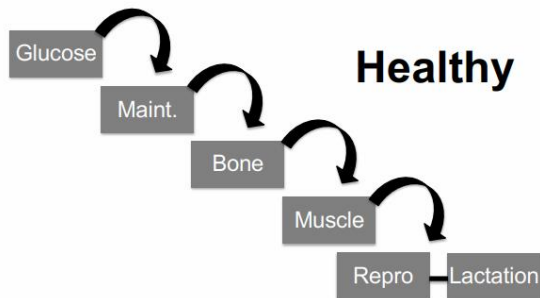 Glucose
Healthy
Maint.
Bone
Muscle
Repro
Lactation